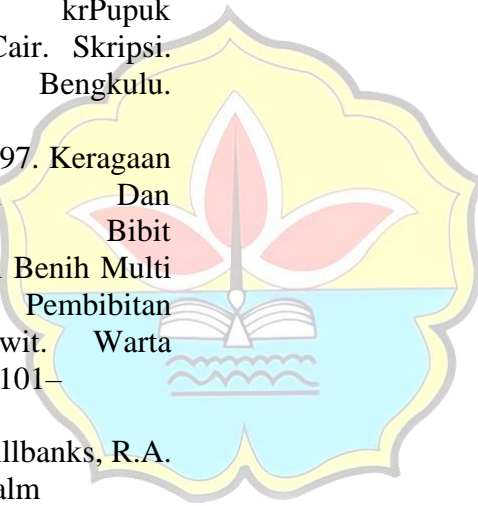 krPupuk
Cair. Skripsi.
Bengkulu.
97. Keragaan
Dan
Bibit
Benih Multi
Pembibitan
wit. Warta
101–
llbanks, R.A.
alm